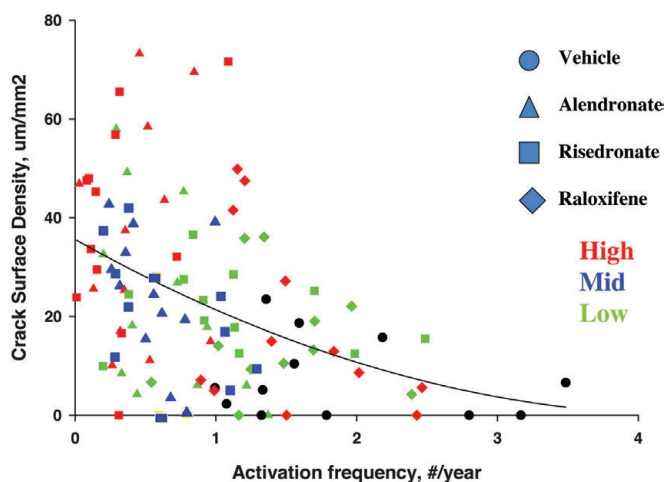 80
60
40
20
0
Crack Surface Density, um/mm2
0 1 2 3 4
Activation frequency, #/year
Vehicle
Alendronate
Risedronate
Raloxifene
High
Mid
Low